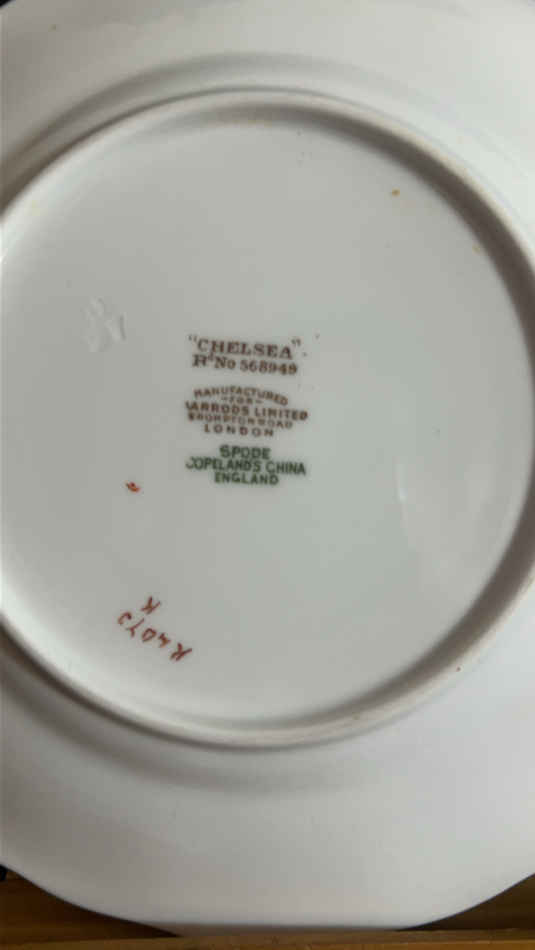 "CHELSEA"
Rᵈ No 568949
MANUFACTURED
-FOR-
HARRODS LIMITED
BROMPTON ROAD
LONDON
SPODE
COPELAND'S CHINA
ENGLAND
K